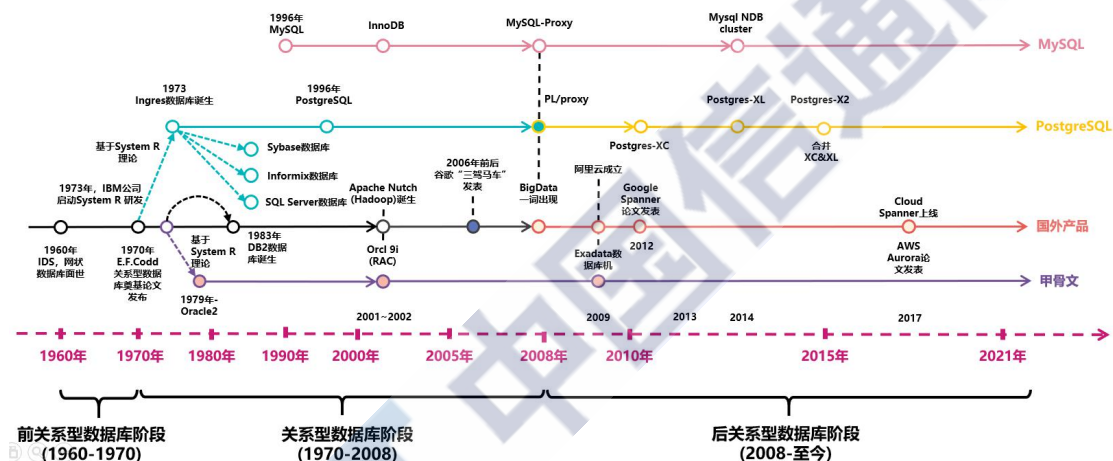 1996年
MySQL
InnoDB
MySQL-Proxy
Mysql NDB
cluster
MySQL
1973
Ingres数据库诞生
1996年
PostgreSQL
PL/proxy
Postgres-XL
Postgres-X2
PostgreSQL
基于System R
理论
Sybase数据库
Informix数据库
SQL Server数据库
Postgres-XC
合并
XC&XL
1973年，IBM公司
启动System R 研发
Apache Nutch
(Hadoop)诞生
2006年前后
谷歌“三驾马车”
发表
BigData
一词出现
阿里云成立
Google
Spanner
论文发表
Cloud
Spanner上线
国外产品
1960年
IDS，网状
数据库面世
1970年
E.F.Codd
关系型数据
库奠基论文
发布
基于
System R
理论
1983年
DB2数据
库诞生
Orcl 9i
(RAC)
Exadata数
据库机
2012
AWS
Aurora论
文发表
甲骨文
1979年-
Oracle2
2001~2002
2009
2013
2014
2017
1960年
1970年
1980年
1990年
2000年
2005年
2008年
2010年
2015年
2021年
前关系型数据库阶段
(1960-1970)
关系型数据库阶段
(1970-2008)
后关系型数据库阶段
(2008-至今)
中国信通